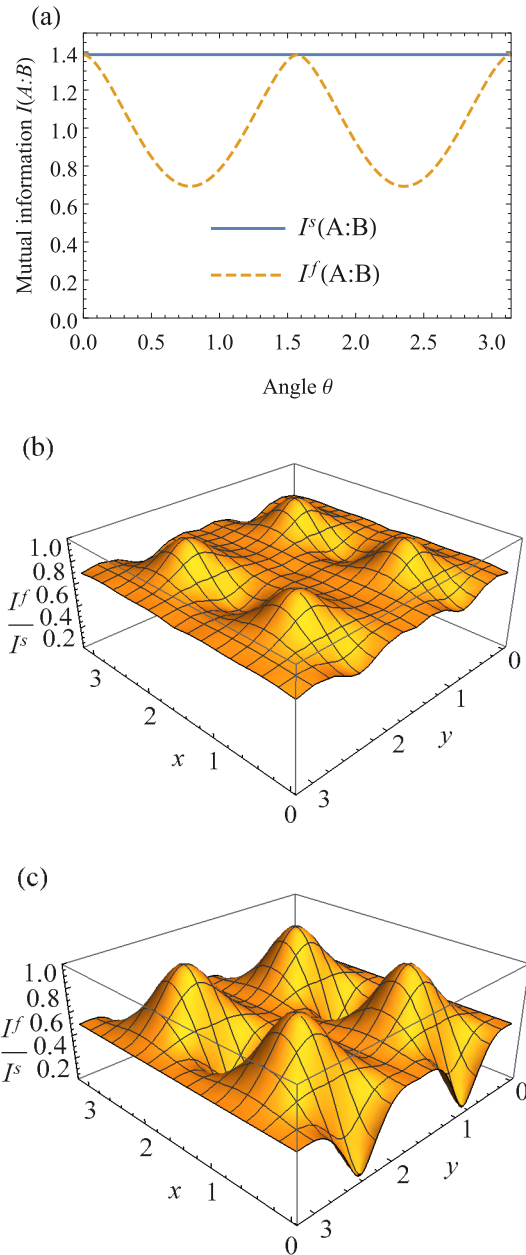 (a)
Mutual information I(A:B)
1.4
1.2
1.0
0.8
0.6
0.4
0.2
0.0
I^s(A:B)
I^f(A:B)
0.0 0.5 1.0 1.5 2.0 2.5 3.0
Angle θ
(b)
1.0
0.8
0.6
0.4
0.2
I^f
I^s
3
2
1
0
x
0
1
2
3
y
(c)
1.0
0.8
0.6
0.4
0.2
I^f
I^s
3
2
1
0
x
0
1
2
3
y